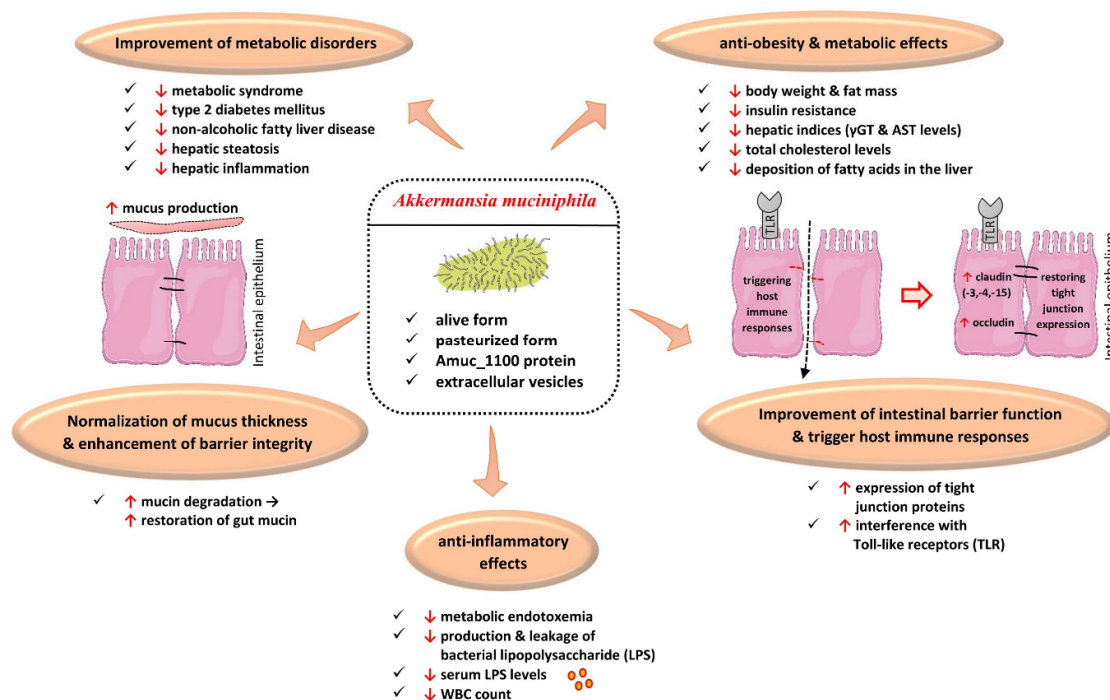 Improvement of metabolic disorders
✓ ↓ metabolic syndrome
✓ ↓ type 2 diabetes mellitus
✓ ↓ non-alcoholic fatty liver disease
✓ ↓ hepatic steatosis
✓ ↓ hepatic inflammation
anti-obesity & metabolic effects
✓ ↓ body weight & fat mass
✓ ↓ insulin resistance
✓ ↓ hepatic indices (γGT & AST levels)
✓ ↓ total cholesterol levels
✓ ↓ deposition of fatty acids in the liver
↑ mucus production
Intestinal epithelium
Akkermansia muciniphila
✓ alive form
✓ pasteurized form
✓ Amuc_1100 protein
✓ extracellular vesicles
TLR
triggering
host
immune
responses
TLR
↑ claudin
(-3,-4,-15)
↑ occludin
restoring
tight
junction
expression
Intestinal epithelium
Normalization of mucus thickness
& enhancement of barrier integrity
✓ ↑ mucin degradation →
↑ restoration of gut mucin
Improvement of intestinal barrier function
& trigger host immune responses
✓ ↑ expression of tight
junction proteins
✓ ↑ interference with
Toll-like receptors (TLR)
anti-inflammatory
effects
✓ ↓ metabolic endotoxemia
✓ ↓ production & leakage of
bacterial lipopolysaccharide (LPS)
✓ ↓ serum LPS levels
✓ ↓ WBC count